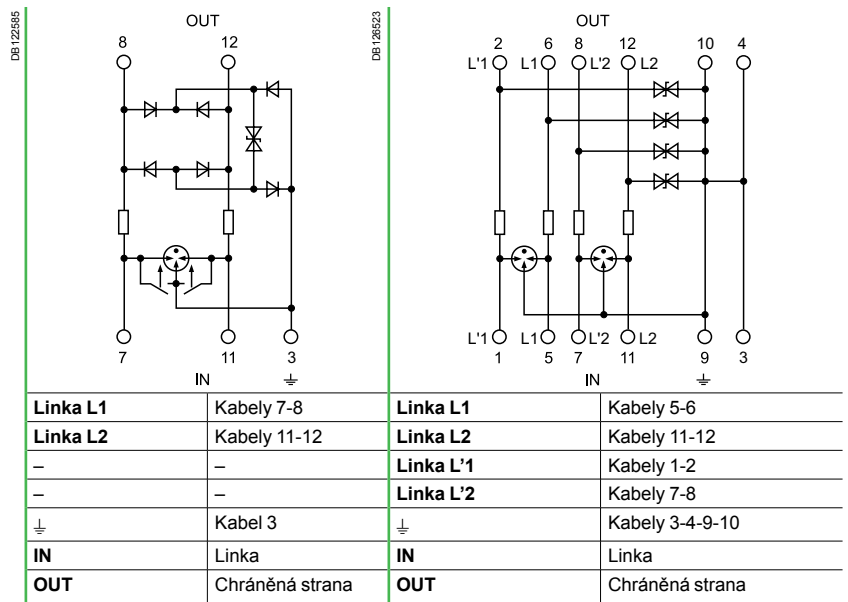 DB122585
OUT
8 12
7 11 3
IN
Linka L1 Kabely 7-8
Linka L2 Kabely 11-12
– –
– –
⏚ Kabel 3
IN Linka
OUT Chráněná strana
DB126523
OUT
2 6 8 12 10 4
L'1 L1 L'2 L2
L'1 L1 L'2 L2
1 5 7 11 9 3
IN
Linka L1 Kabely 5-6
Linka L2 Kabely 11-12
Linka L’1 Kabely 1-2
Linka L’2 Kabely 7-8
⏚ Kabely 3-4-9-10
IN Linka
OUT Chráněná strana